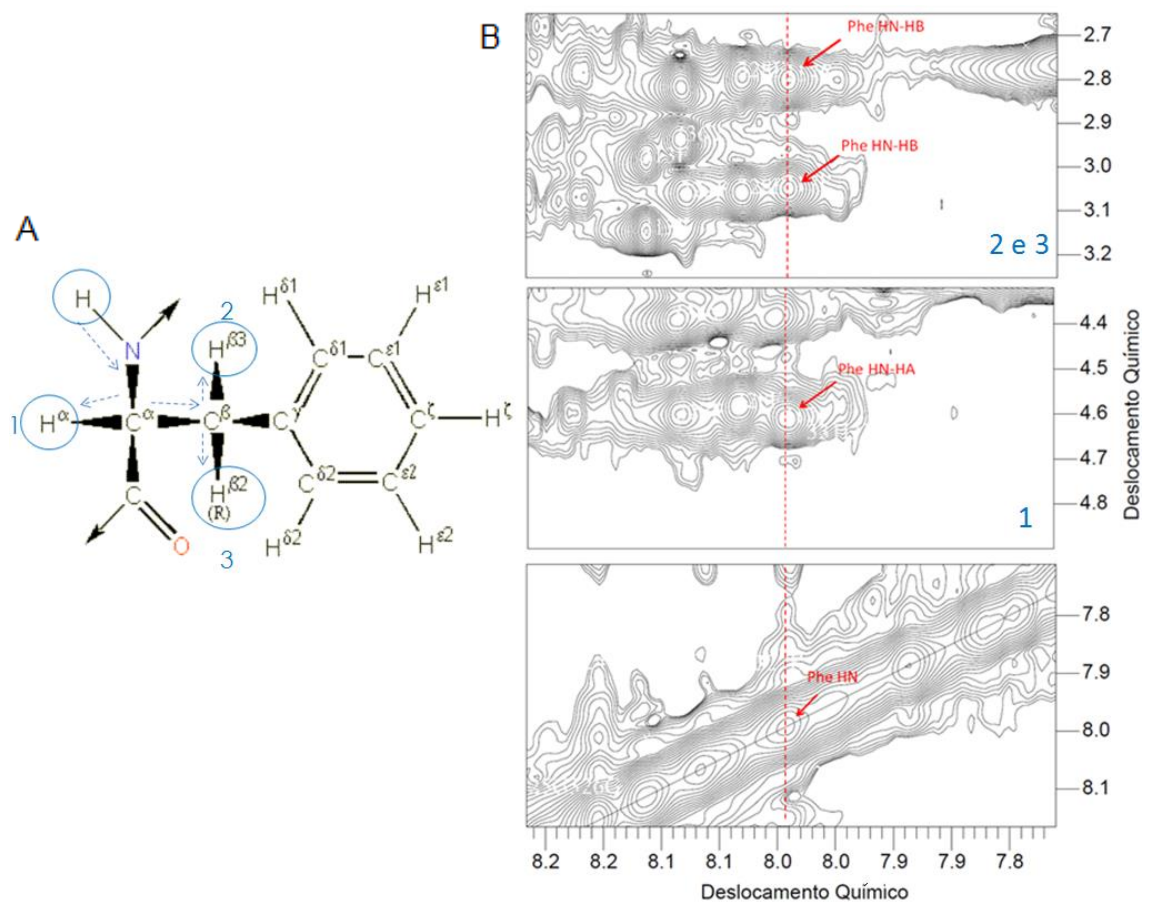 A
H
N
2
H β3
1
H α
C α
C β
H β2
(R)
3
C
O
H δ1
H ε1
C δ1
C ε1
C γ
C ζ
H ζ
C δ2
C ε2
H δ2
H ε2
B
Phe HN-HB
Phe HN-HB
2 e 3
2.7
2.8
2.9
3.0
3.1
3.2
Phe HN-HA
1
4.4
4.5
4.6
4.7
4.8
Deslocamento Químico
Phe HN
7.8
7.9
8.0
8.1
8.2 8.2 8.1 8.1 8.0 8.0 7.9 7.9 7.8
Deslocamento Químico